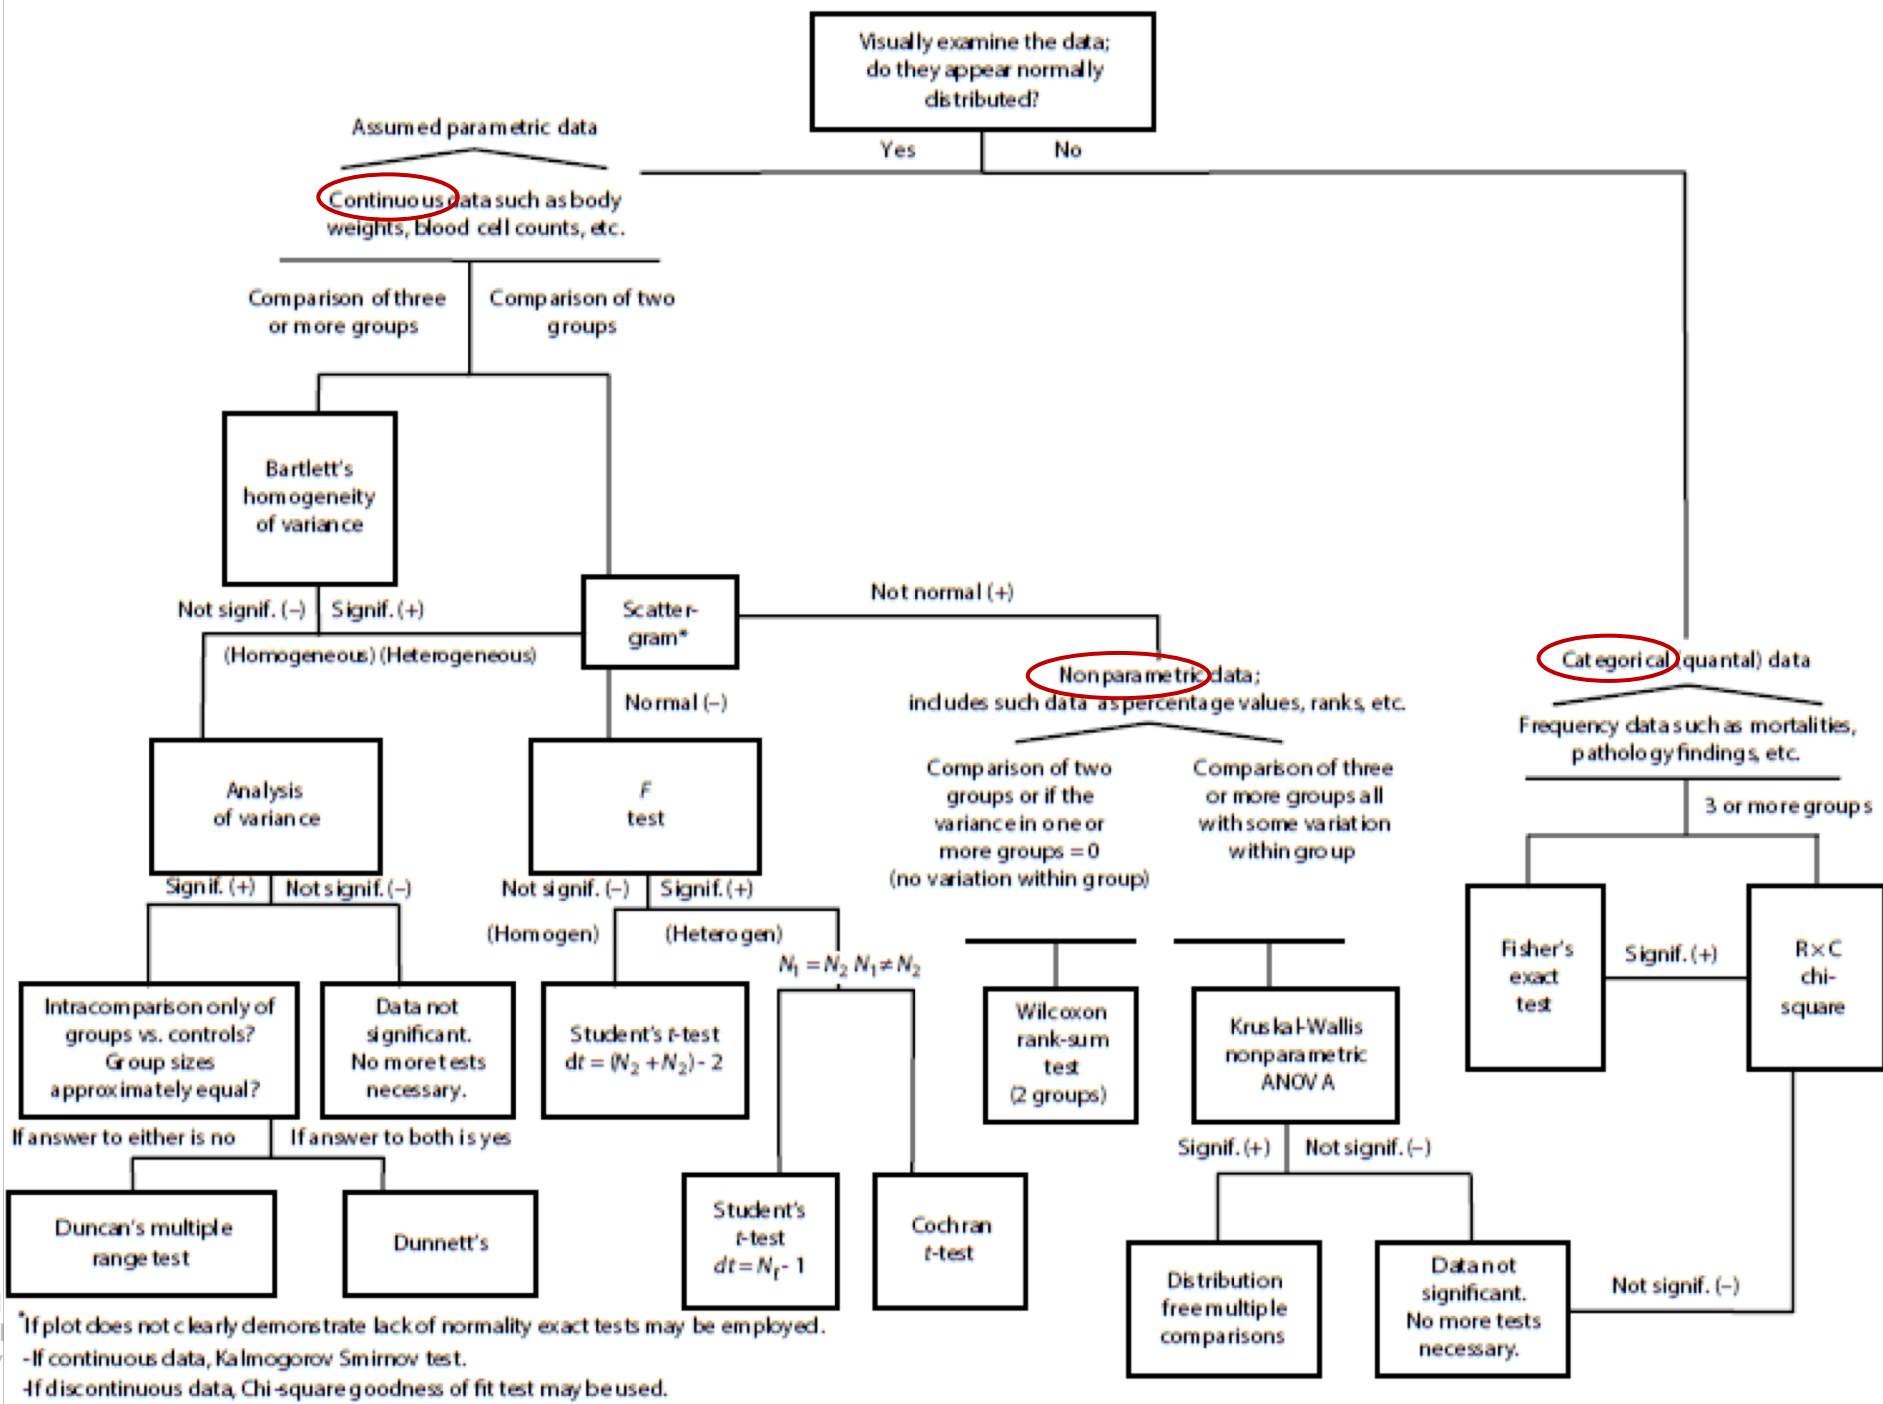 Visually examine the data;
do they appear normally
distributed?
Yes
No
Assumed parametric data
Continuous data such as body
weights, blood cell counts, etc.
Comparison of three
or more groups
Comparison of two
groups
Bartlett's
homogeneity
of variance
Not signif. (–)
Signif. (+)
(Homogeneous) (Heterogeneous)
Scatter-
gram*
Not normal (+)
Normal (–)
Nonparametric data;
includes such data as percentage values, ranks, etc.
Comparison of two
groups or if the
variance in one or
more groups = 0
(no variation within group)
Comparison of three
or more groups all
with some variation
within group
Categorical (quantal) data
Frequency data such as mortalities,
pathology findings, etc.
3 or more groups
Analysis
of variance
F
test
Signif. (+)
Not signif. (–)
Not signif. (–)
Signif. (+)
(Homogen)
(Heterogen)
N1 = N2 N1 ≠ N2
Fisher's
exact
test
Signif. (+)
R × C
chi-
square
Intracomparison only of
groups vs. controls?
Group sizes
approximately equal?
Data not
significant.
No more tests
necessary.
Student's t-test
dt = (N2 + N2) - 2
Wilcoxon
rank-sum
test
(2 groups)
Kruskal-Wallis
nonparametric
ANOVA
If answer to either is no
If answer to both is yes
Signif. (+)
Not signif. (–)
Duncan's multiple
range test
Dunnett's
Student's
t-test
dt = Nr - 1
Cochran
t-test
Distribution
free multiple
comparisons
Data not
significant.
No more tests
necessary.
Not signif. (–)
*If plot does not clearly demonstrate lack of normality exact tests may be employed.
-If continuous data, Kalmogorov Smirnov test.
-If discontinuous data, Chi-square goodness of fit test may be used.